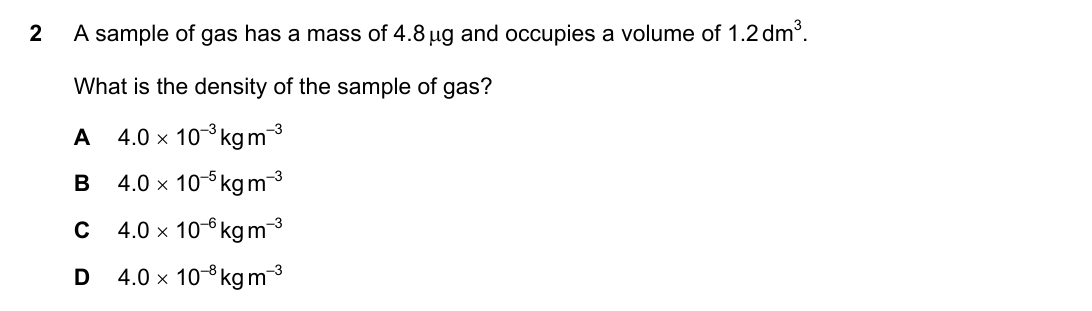 2 A sample of gas has a mass of 4.8 µg and occupies a volume of 1.2 dm³.
What is the density of the sample of gas?
A 4.0 × 10⁻³ kg m⁻³
B 4.0 × 10⁻⁵ kg m⁻³
C 4.0 × 10⁻⁶ kg m⁻³
D 4.0 × 10⁻⁸ kg m⁻³